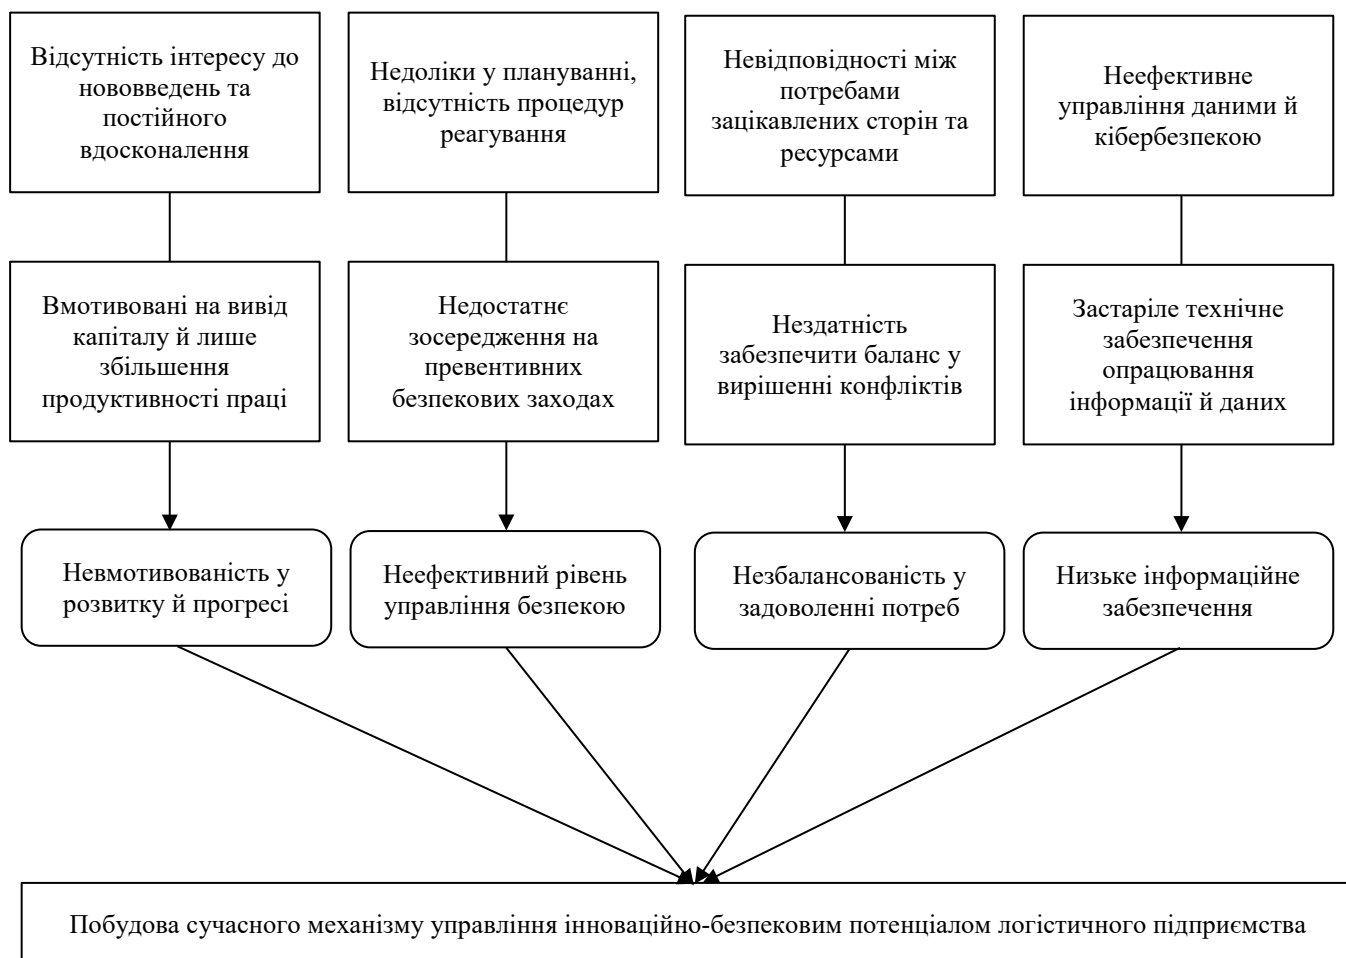 Відсутність інтересу до
нововведень та
постійного
вдосконалення
Недоліки у плануванні,
відсутність процедур
реагування
Невідповідності між
потребами
зацікавлених сторін та
ресурсами
Неефективне
управління даними й
кібербезпекою
Вмотивовані на вивід
капіталу й лише
збільшення
продуктивності праці
Недостатнє
зосередження на
превентивних
безпекових заходах
Нездатність
забезпечити баланс у
вирішенні конфліктів
Застаріле технічне
забезпечення
опрацювання
інформації й даних
Невмотивованість у
розвитку й прогресі
Неефективний рівень
управління безпекою
Незбалансованість у
задоволенні потреб
Низьке інформаційне
забезпечення
Побудова сучасного механізму управління інноваційно-безпековим потенціалом логістичного підприємства